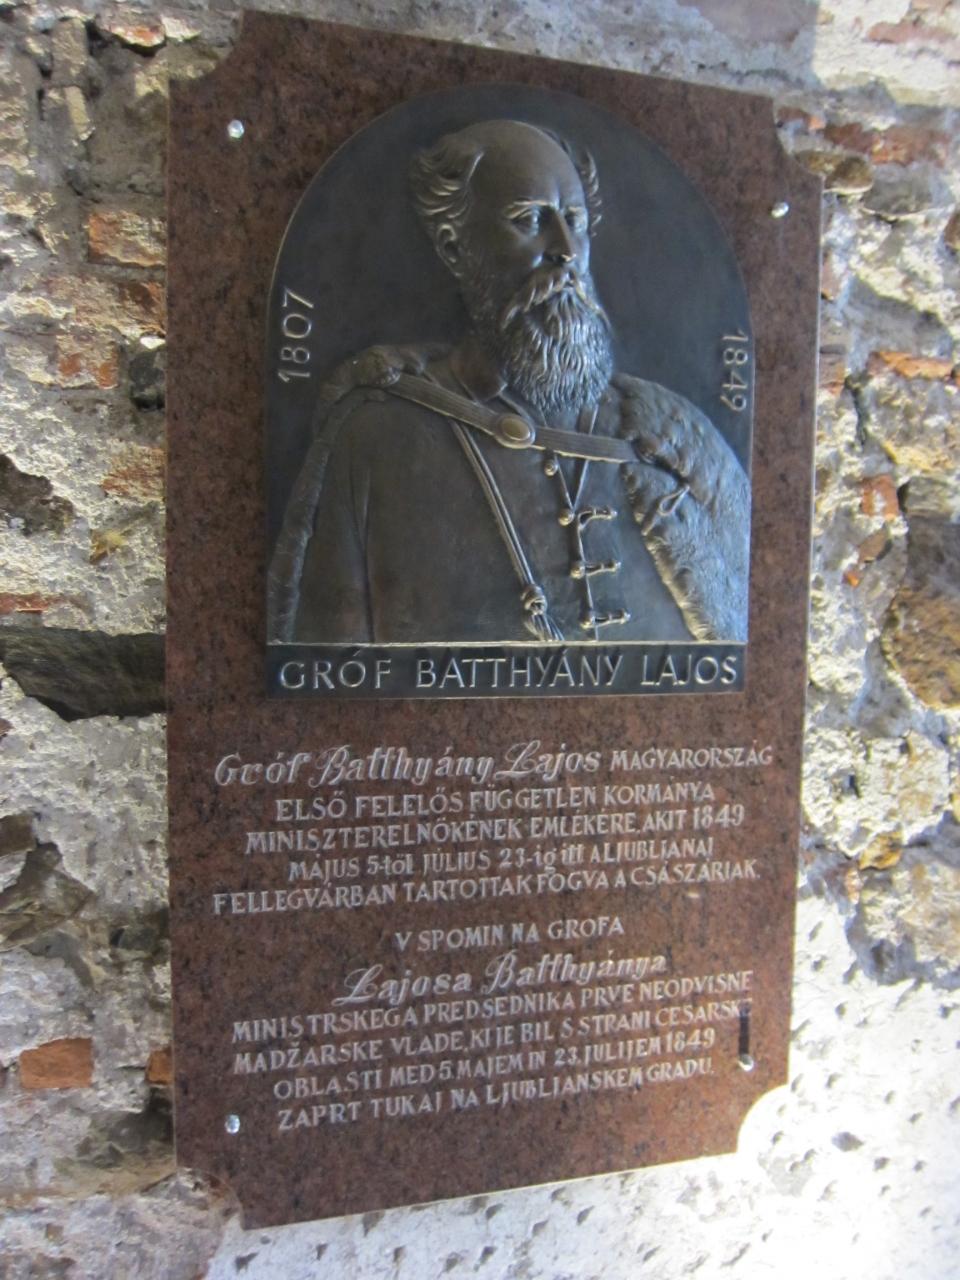 1807
1849
GRÓF BATTHYÁNY LAJOS
Gróf Batthyány Lajos MAGYARORSZÁG
ELSŐ FELELŐS FÜGGETLEN KORMÁNYA
MINISZTERELNÖKÉNEK EMLÉKÉRE. AKIT 1849
MÁJUS 5-től JÚLIUS 23-ig itt A LJUBLJANAI
FELLEGVÁRBAN TARTOTTAK FOGVA A CSÁSZÁRIAK.
V SPOMIN NA GROFA
Lajosa Batthyánya
MINISTRSKEGA PREDSEDNIKA PRVE NEODVISNE
MADŽARSKE VLADE, KI JE BIL S STRANI CESARSKE
OBLASTI MED 5. MAJEM IN 23. JULIJEM 1849
ZAPRT TUKAJ NA LJUBLJANSKEM GRADU.